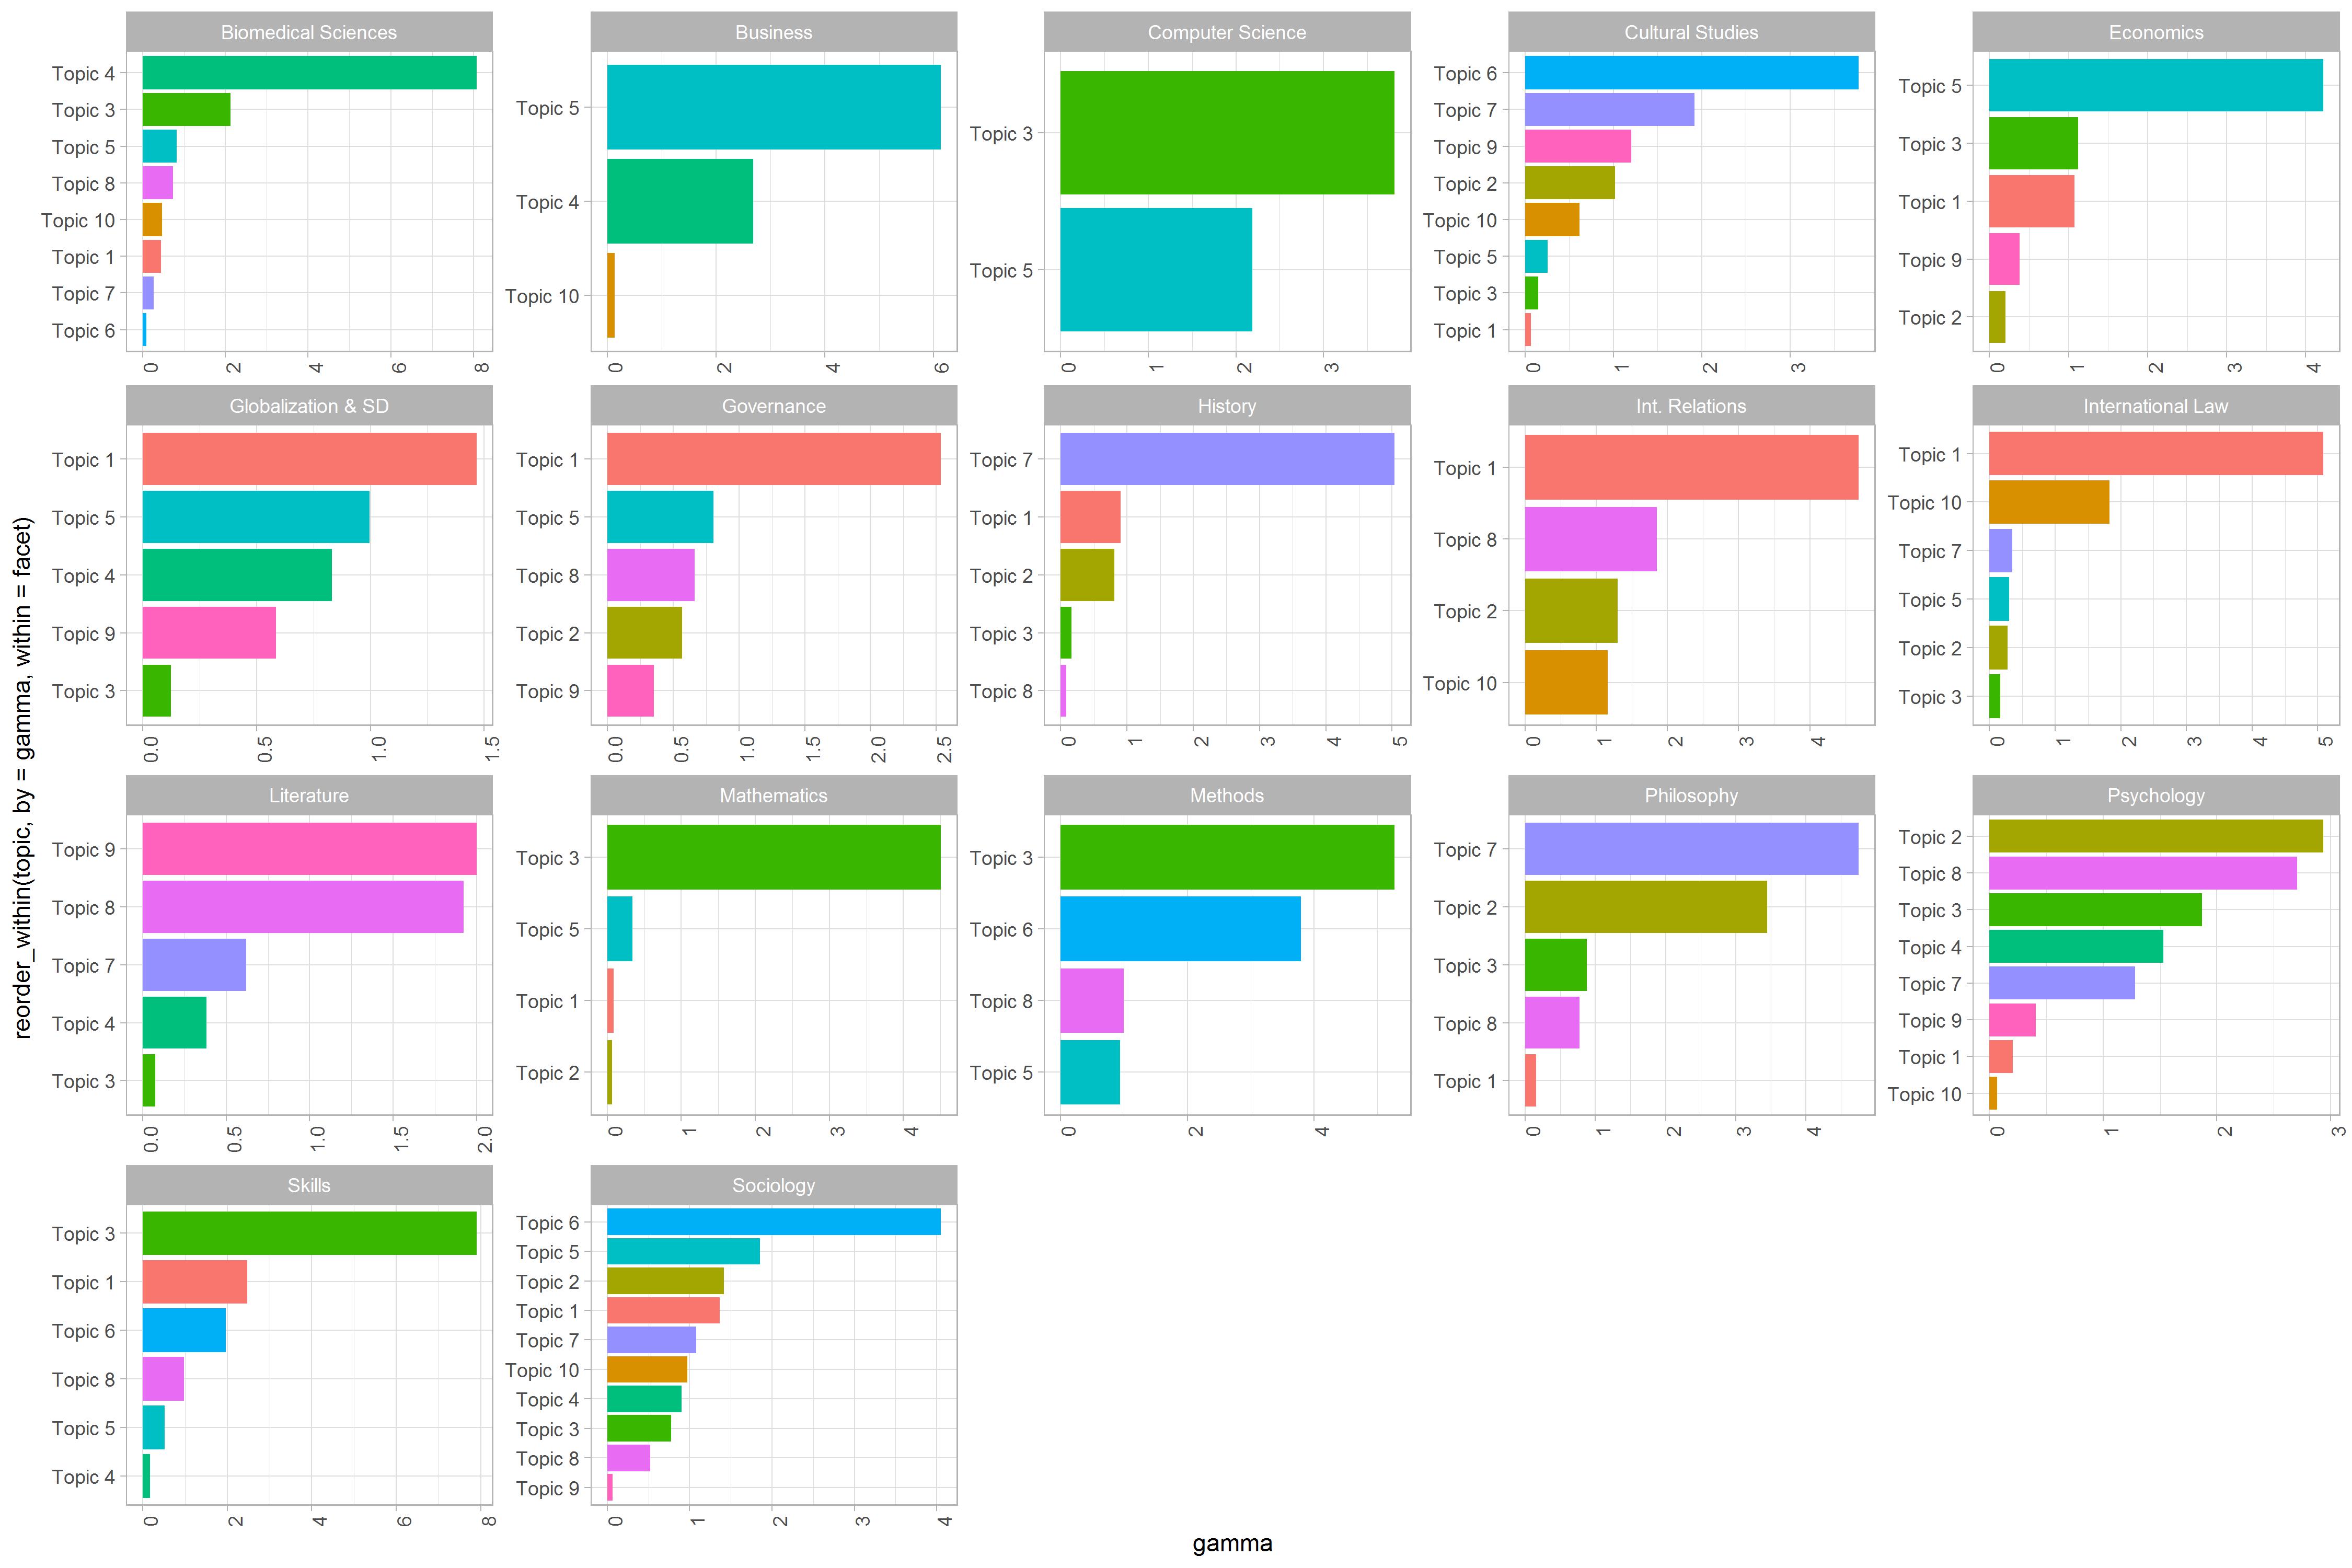 reorder_within(topic, by = gamma, within = facet)
Biomedical Sciences
Topic 4
Topic 3
Topic 5
Topic 8
Topic 10
Topic 1
Topic 7
Topic 6
0 2 4 6 8
Business
Topic 5
Topic 4
Topic 10
0 2 4 6
Computer Science
Topic 3
Topic 5
0 1 2 3
Cultural Studies
Topic 6
Topic 7
Topic 9
Topic 2
Topic 10
Topic 5
Topic 3
Topic 1
0 1 2 3
Economics
Topic 5
Topic 3
Topic 1
Topic 9
Topic 2
0 1 2 3 4
Globalization & SD
Topic 1
Topic 5
Topic 4
Topic 9
Topic 3
0.0 0.5 1.0 1.5
Governance
Topic 1
Topic 5
Topic 8
Topic 2
Topic 9
0.0 0.5 1.0 1.5 2.0 2.5
History
Topic 7
Topic 1
Topic 2
Topic 3
Topic 8
0 1 2 3 4 5
Int. Relations
Topic 1
Topic 8
Topic 2
Topic 10
0 1 2 3 4
International Law
Topic 1
Topic 10
Topic 7
Topic 5
Topic 2
Topic 3
0 1 2 3 4 5
Literature
Topic 9
Topic 8
Topic 7
Topic 4
Topic 3
0.0 0.5 1.0 1.5 2.0
Mathematics
Topic 3
Topic 5
Topic 1
Topic 2
0 1 2 3 4
Methods
Topic 3
Topic 6
Topic 8
Topic 5
0 2 4
Philosophy
Topic 7
Topic 2
Topic 3
Topic 8
Topic 1
0 1 2 3 4
Psychology
Topic 2
Topic 8
Topic 3
Topic 4
Topic 7
Topic 9
Topic 1
Topic 10
0 1 2 3
Skills
Topic 3
Topic 1
Topic 6
Topic 8
Topic 5
Topic 4
0 2 4 6 8
Sociology
Topic 6
Topic 5
Topic 2
Topic 1
Topic 7
Topic 10
Topic 4
Topic 3
Topic 8
Topic 9
0 1 2 3 4
gamma